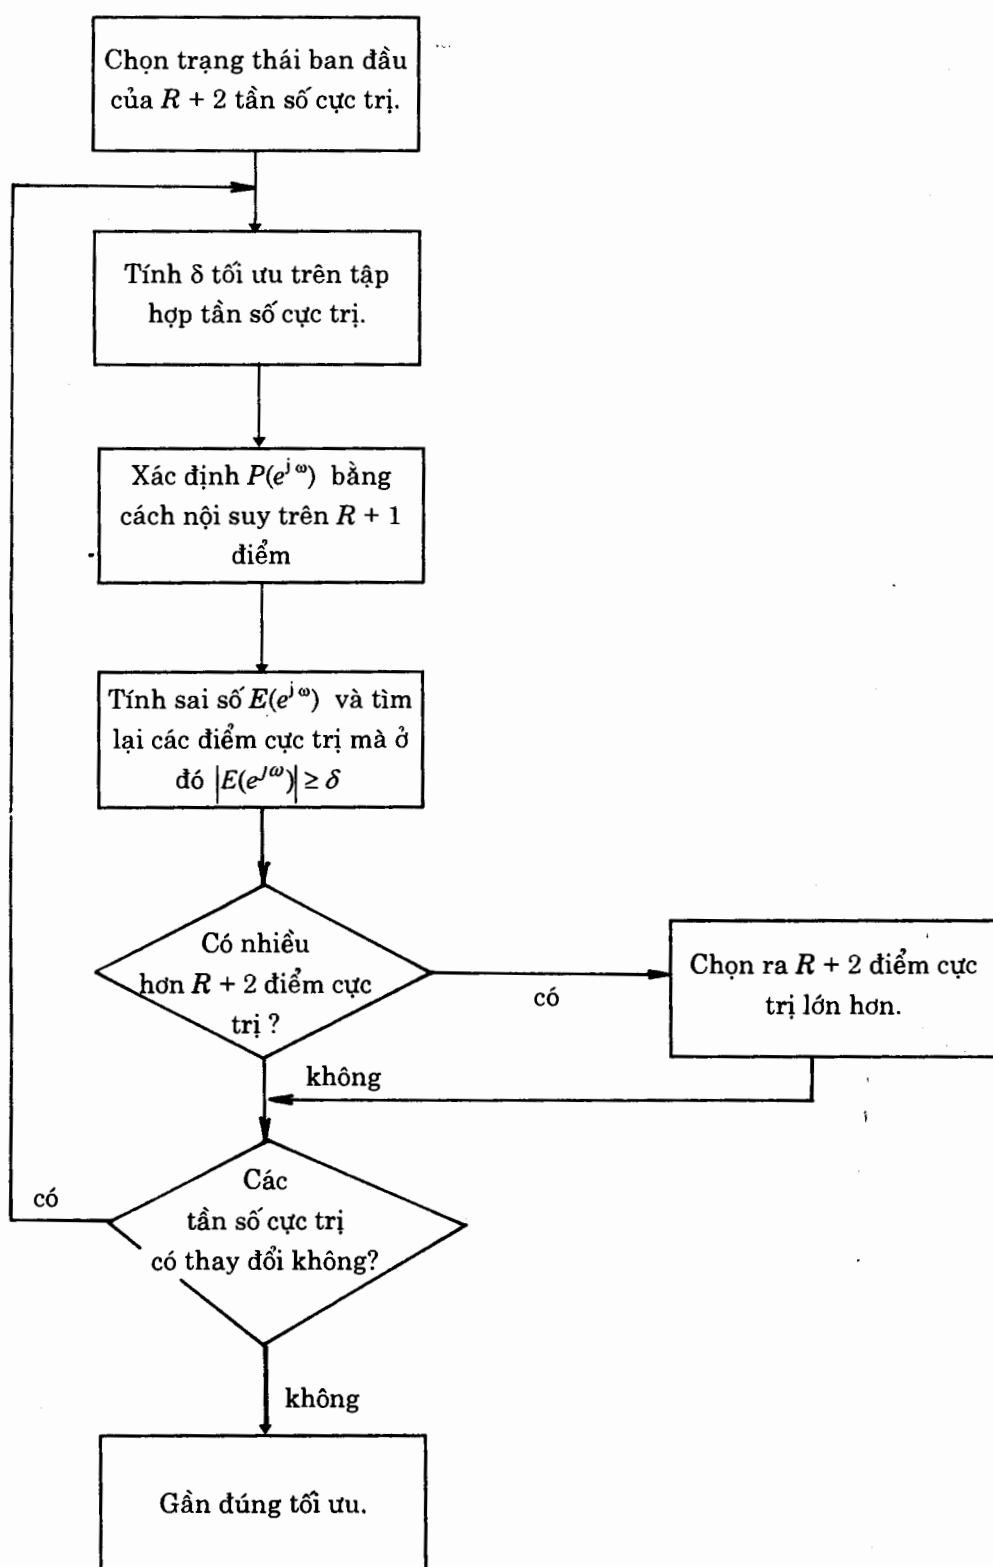 Chọn trạng thái ban đầu
của R + 2 tần số cực trị.
Tính δ tối ưu trên tập
hợp tần số cực trị.
Xác định P(e^{jω}) bằng
cách nội suy trên R + 1
điểm
Tính sai số E(e^{jω}) và tìm
lại các điểm cực trị mà ở
đó |E(e^{jω})| ≥ δ
Có nhiều
hơn R + 2 điểm cực
trị ?
có
Chọn ra R + 2 điểm cực
trị lớn hơn.
không
Các
tần số cực trị
có thay đổi không?
có
không
Gần đúng tối ưu.